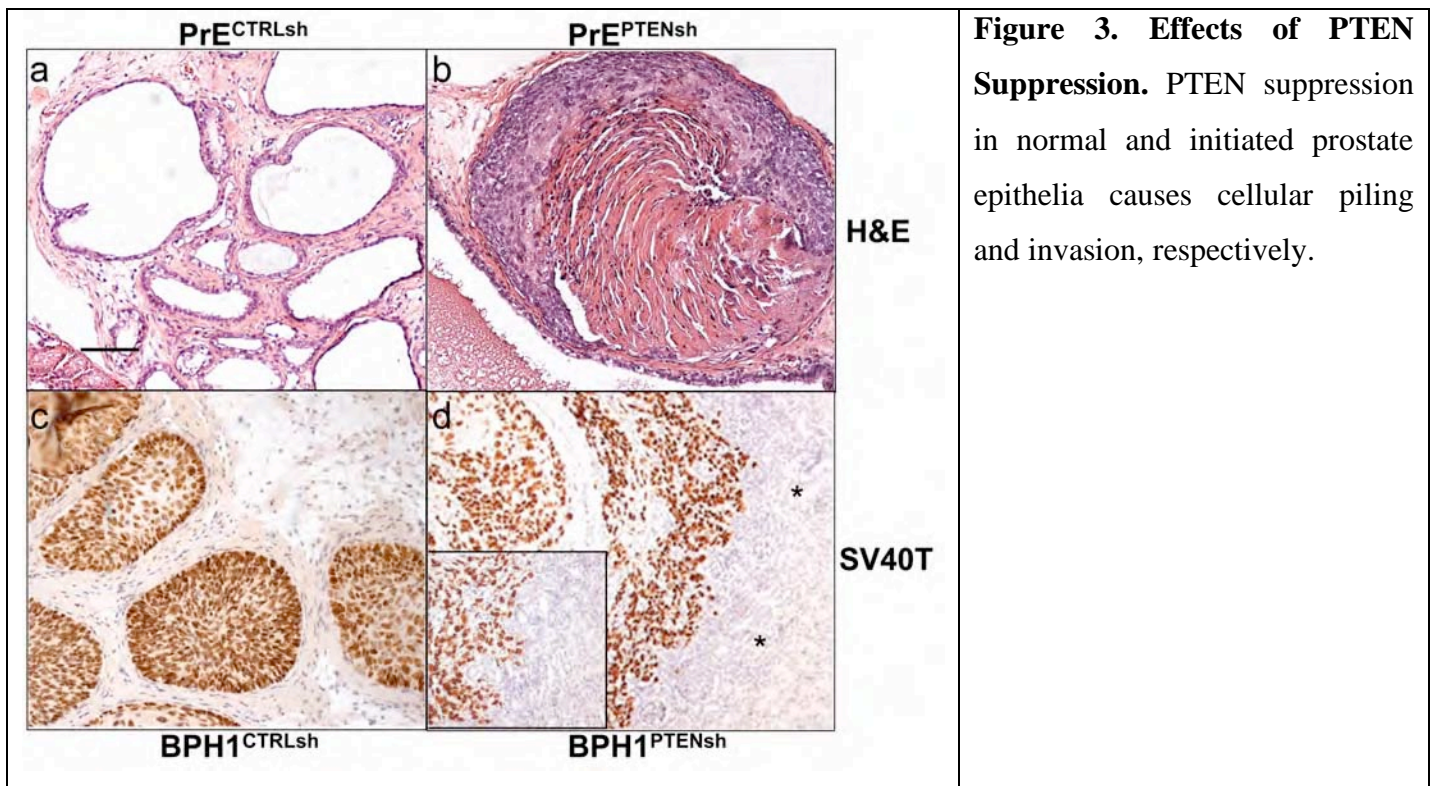 PrE^CTRLsh PrE^PTENsh
a b
H&E
c d
* 
*
SV40T
BPH1^CTRLsh BPH1^PTENsh
Figure 3. Effects of PTEN
Suppression. PTEN suppression
in normal and initiated prostate
epithelia causes cellular piling
and invasion, respectively.